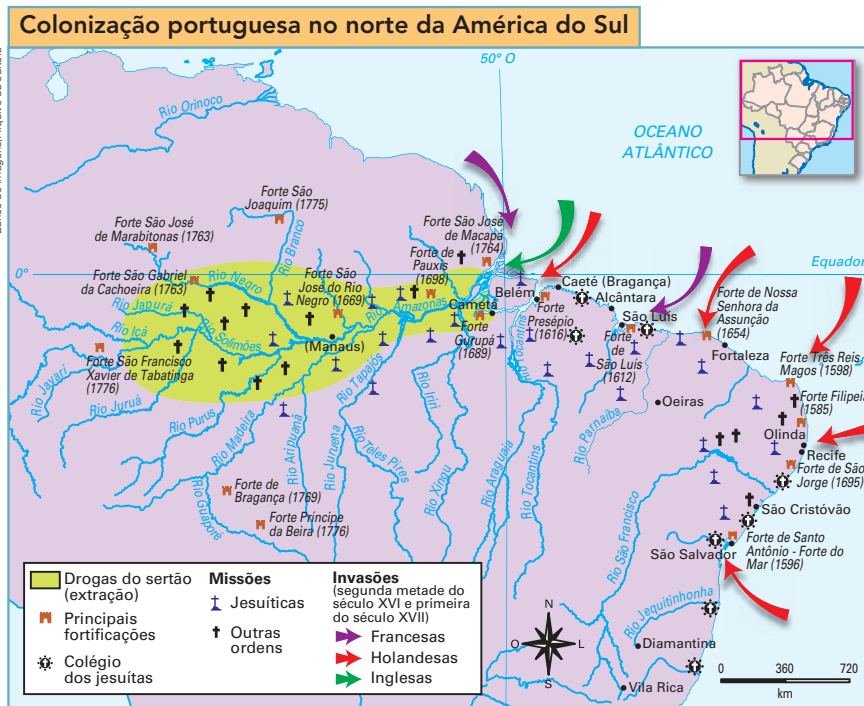 Colonização portuguesa no norte da América do Sul
50° O
OCEANO
ATLÂNTICO
Rio Orinoco
Forte São
Joaquim (1775)
Forte São José
de Marabitonas (1763)
Rio Branco
Forte São José
de Macapá
(1764)
Forte de
Pauxis
(1698)
0°
Equador
Forte São Gabriel
da Cachoeira (1763)
Rio Negro
Forte São
José do Rio
Negro (1669)
Rio Amazonas
Cametá
Belém
Caeté (Bragança)
Alcântara
São Luís
Forte
Presépio
(1616)
Forte
Gurupá
(1689)
Forte
de
São Luís
(1612)
Forte de Nossa
Senhora da
Assunção
(1654)
Fortaleza
Rio Japurá
Rio Içá
Rio Solimões
(Manaus)
Forte São Francisco
Xavier de Tabatinga
(1776)
Forte Três Reis
Magos (1598)
Forte Filipeia
(1585)
Olinda
Recife
Forte de São
Jorge (1695)
Rio Javari
Rio Juruá
Rio Purus
Rio Madeira
Rio Aripuanã
Rio Tapajós
Rio Juruena
Rio Teles Pires
Rio Iriri
Rio Xingu
Rio Araguaia
Rio Tocantins
Rio Tocantins
Rio Parnaíba
Oeiras
Rio São Francisco
Forte de
Bragança (1769)
Rio Guaporé
Forte Príncipe
da Beira (1776)
São Cristóvão
São Salvador
Forte de Santo
Antônio - Forte do
Mar (1596)
Rio Jequitinhonha
Diamantina
Vila Rica
Drogas do sertão
(extração)
Principais
fortificações
Colégio
dos jesuítas
Missões
Jesuíticas
Outras
ordens
Invasões
(segunda metade do
século XVI e primeira
do século XVII)
Francesas
Holandesas
Inglesas
N
O
L
S
0 360 720
km